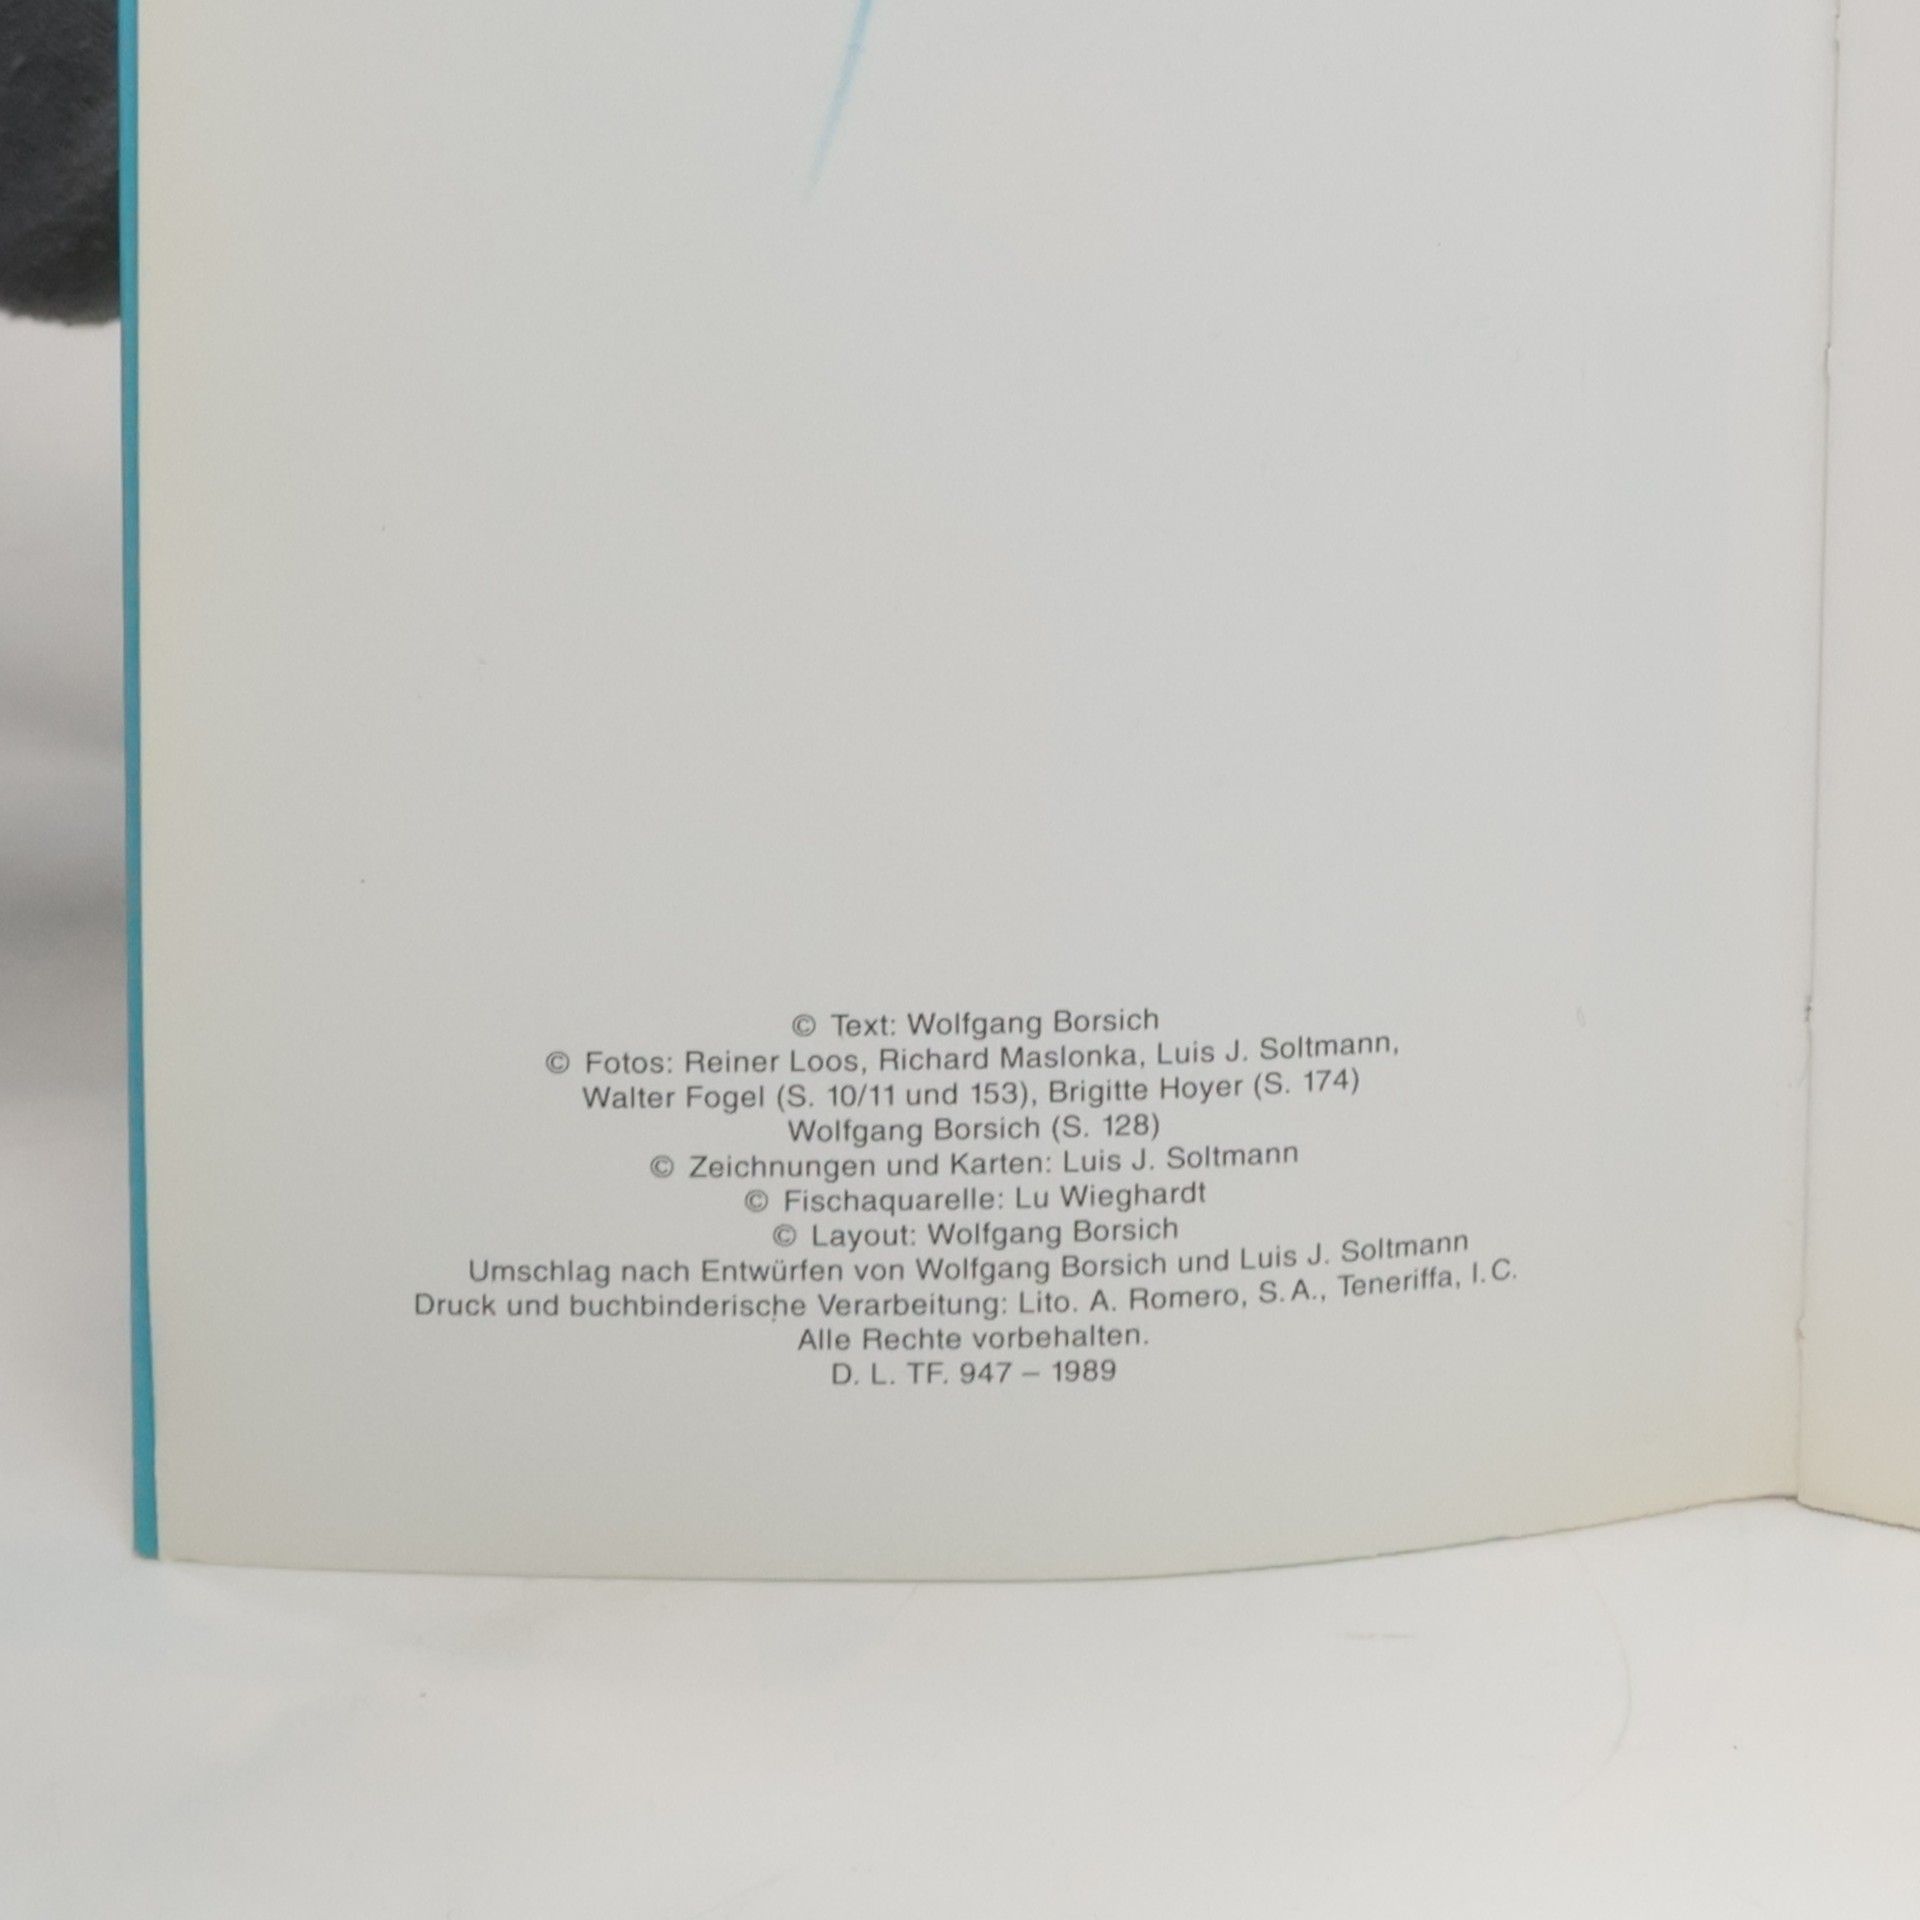 © Text: Wolfgang Borsich
© Fotos: Reiner Loos, Richard Maslonka, Luis J. Soltmann,
Walter Fogel (S. 10/11 und 153), Brigitte Hoyer (S. 174)
Wolfgang Borsich (S. 128)
© Zeichnungen und Karten: Luis J. Soltmann
© Fischaquarelle: Lu Wieghardt
© Layout: Wolfgang Borsich
Umschlag nach Entwürfen von Wolfgang Borsich und Luis J. Soltmann
Druck und buchbinderische Verarbeitung: Lito. A. Romero, S.A., Teneriffa, I.C.
Alle Rechte vorbehalten.
D. L. TF. 947 – 1989